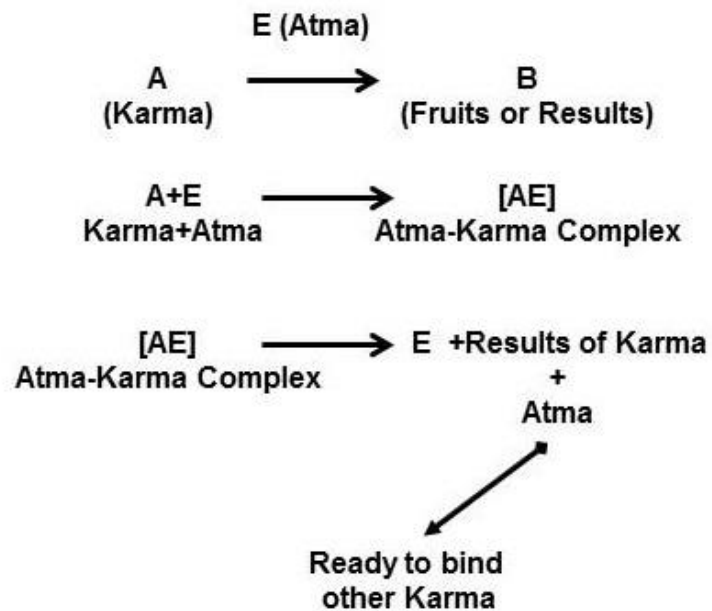 E (Atma)
A B
(Karma) (Fruits or Results)
A+E [AE]
Karma+Atma Atma-Karma Complex
[AE] E +Results of Karma
Atma-Karma Complex +
Atma
Ready to bind
other Karma